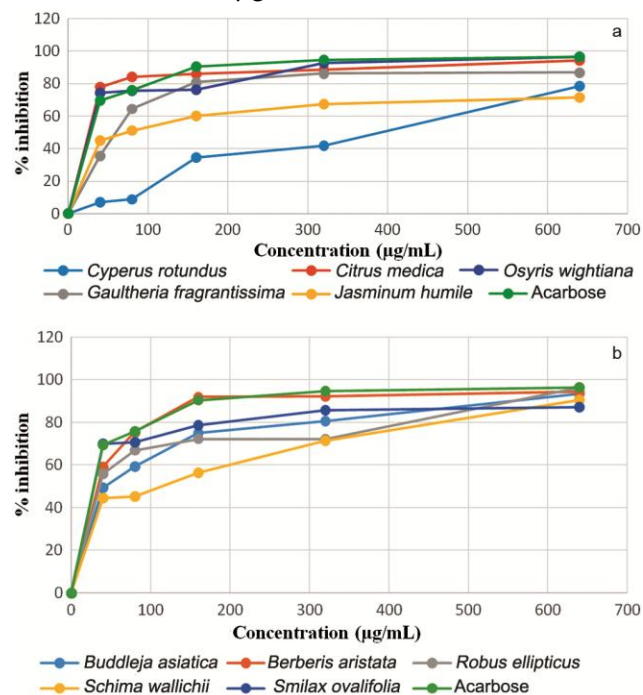 120
a
100
80
60
40
20
0
% inhibition
0 100 200 300 400 500 600 700
Concentration (µg/mL)
Cyperus rotundus Citrus medica Osyris wightiana
Gaultheria fragrantissima Jasminum humile Acarbose
120
b
100
80
60
40
20
0
% inhibition
0 100 200 300 400 500 600 700
Concentration (µg/mL)
Buddleja asiatica Berberis aristata Robus ellipticus
Schima wallichii Smilax ovalifolia Acarbose